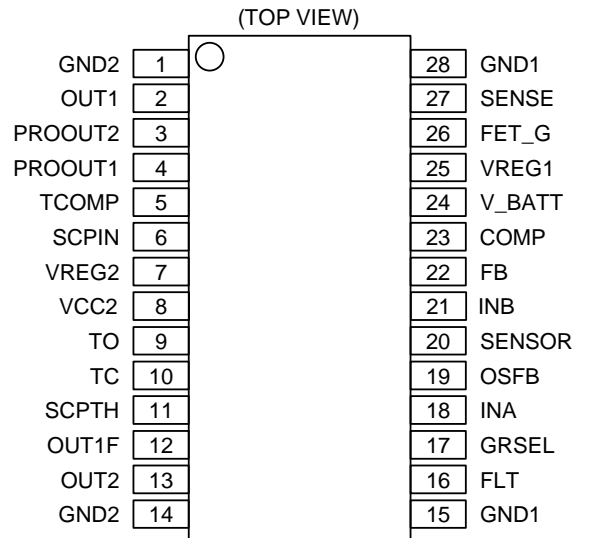 (TOP VIEW)
GND2 1 28 GND1
OUT1 2 27 SENSE
PROOUT2 3 26 FET_G
PROOUT1 4 25 VREG1
TCOMP 5 24 V_BATT
SCPIN 6 23 COMP
VREG2 7 22 FB
VCC2 8 21 INB
TO 9 20 SENSOR
TC 10 19 OSFB
SCPTH 11 18 INA
OUT1F 12 17 GRSEL
OUT2 13 16 FLT
GND2 14 15 GND1